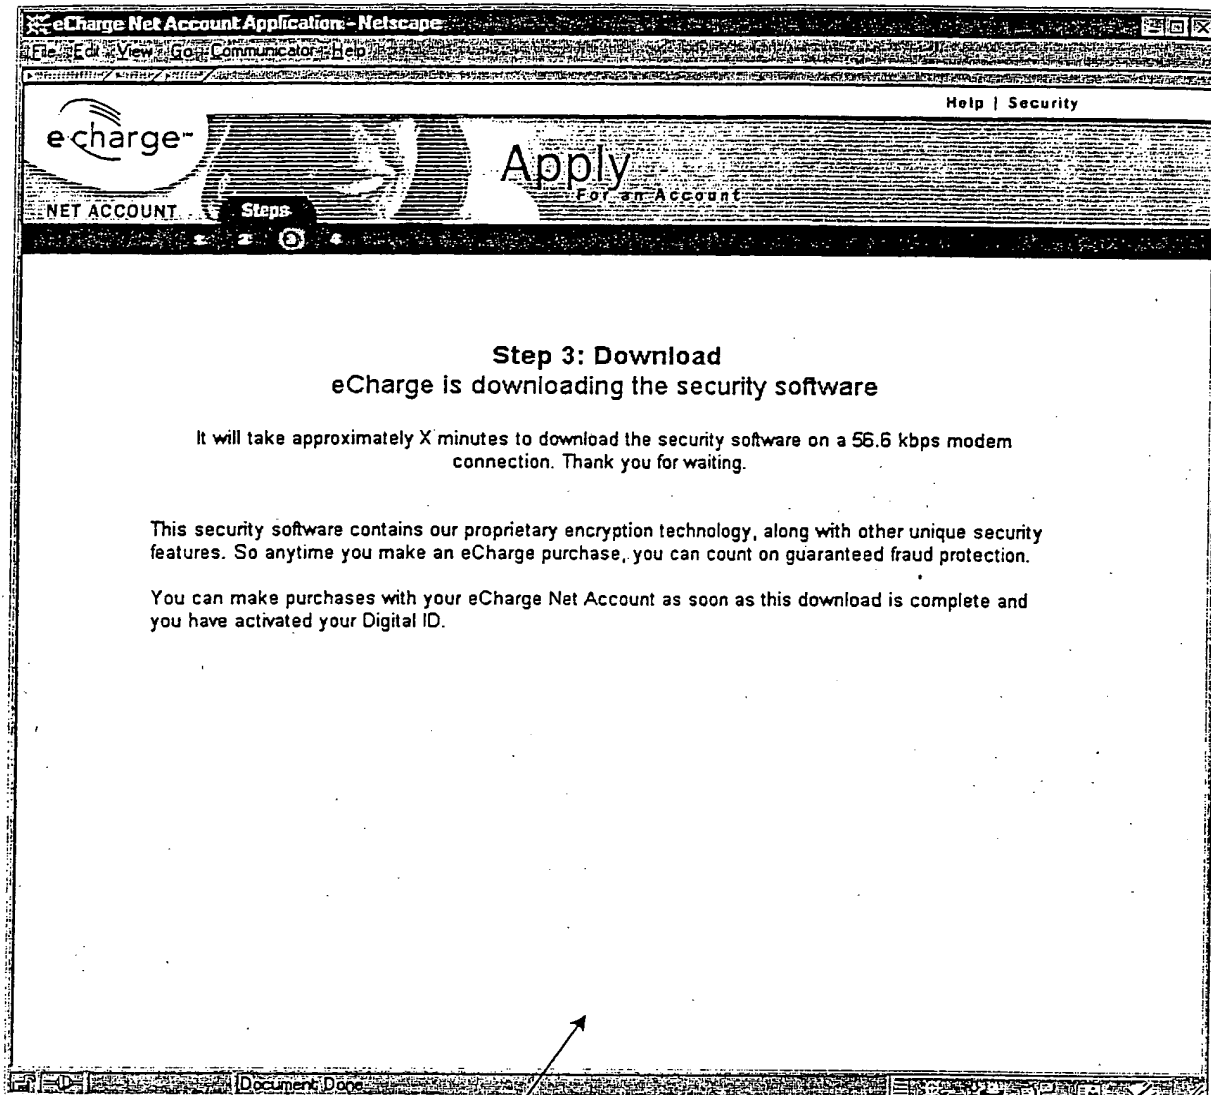 eCharge Net Account Application - Netscape
File Edit View Go Communicator Help
Help | Security
e·charge™
Apply
For an Account
NET ACCOUNT
Steps
1 2 3 4
Step 3: Download
eCharge is downloading the security software
It will take approximately X minutes to download the security software on a 56.6 kbps modem
connection. Thank you for waiting.
This security software contains our proprietary encryption technology, along with other unique security
features. So anytime you make an eCharge purchase, you can count on guaranteed fraud protection.
You can make purchases with your eCharge Net Account as soon as this download is complete and
you have activated your Digital ID.
Document Done